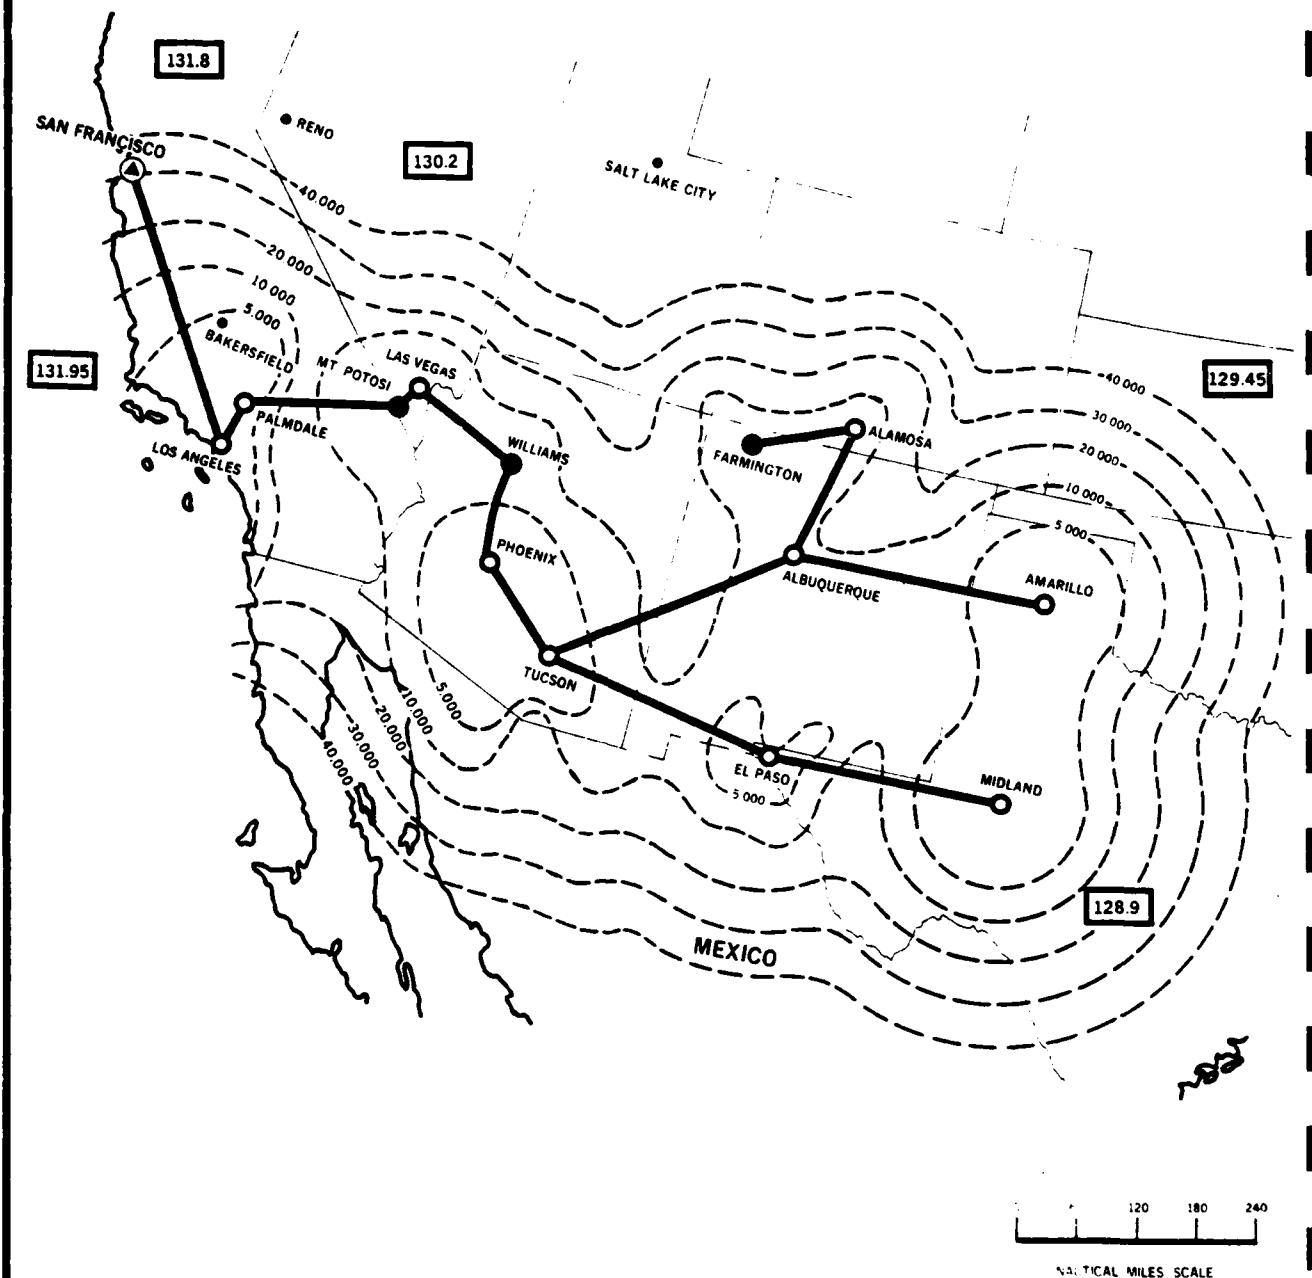 131.8
SAN FRANCISCO
RENO
130.2
SALT LAKE CITY
40.000
20 000
10 000
5.000
BAKERSFIELD
MT POTOSI
LAS VEGAS
131.95
129.45
40 000
30 000
20 000
10 000
5 000
PALMDALE
LOS ANGELES
WILLIAMS
ALAMOSA
FARMINGTON
PHOENIX
ALBUQUERQUE
AMARILLO
TUCSON
5.000
10.000
20.000
30.000
40.000
EL PASO
5 000
MIDLAND
128.9
MEXICO
120 180 240
NAUTICAL MILES SCALE